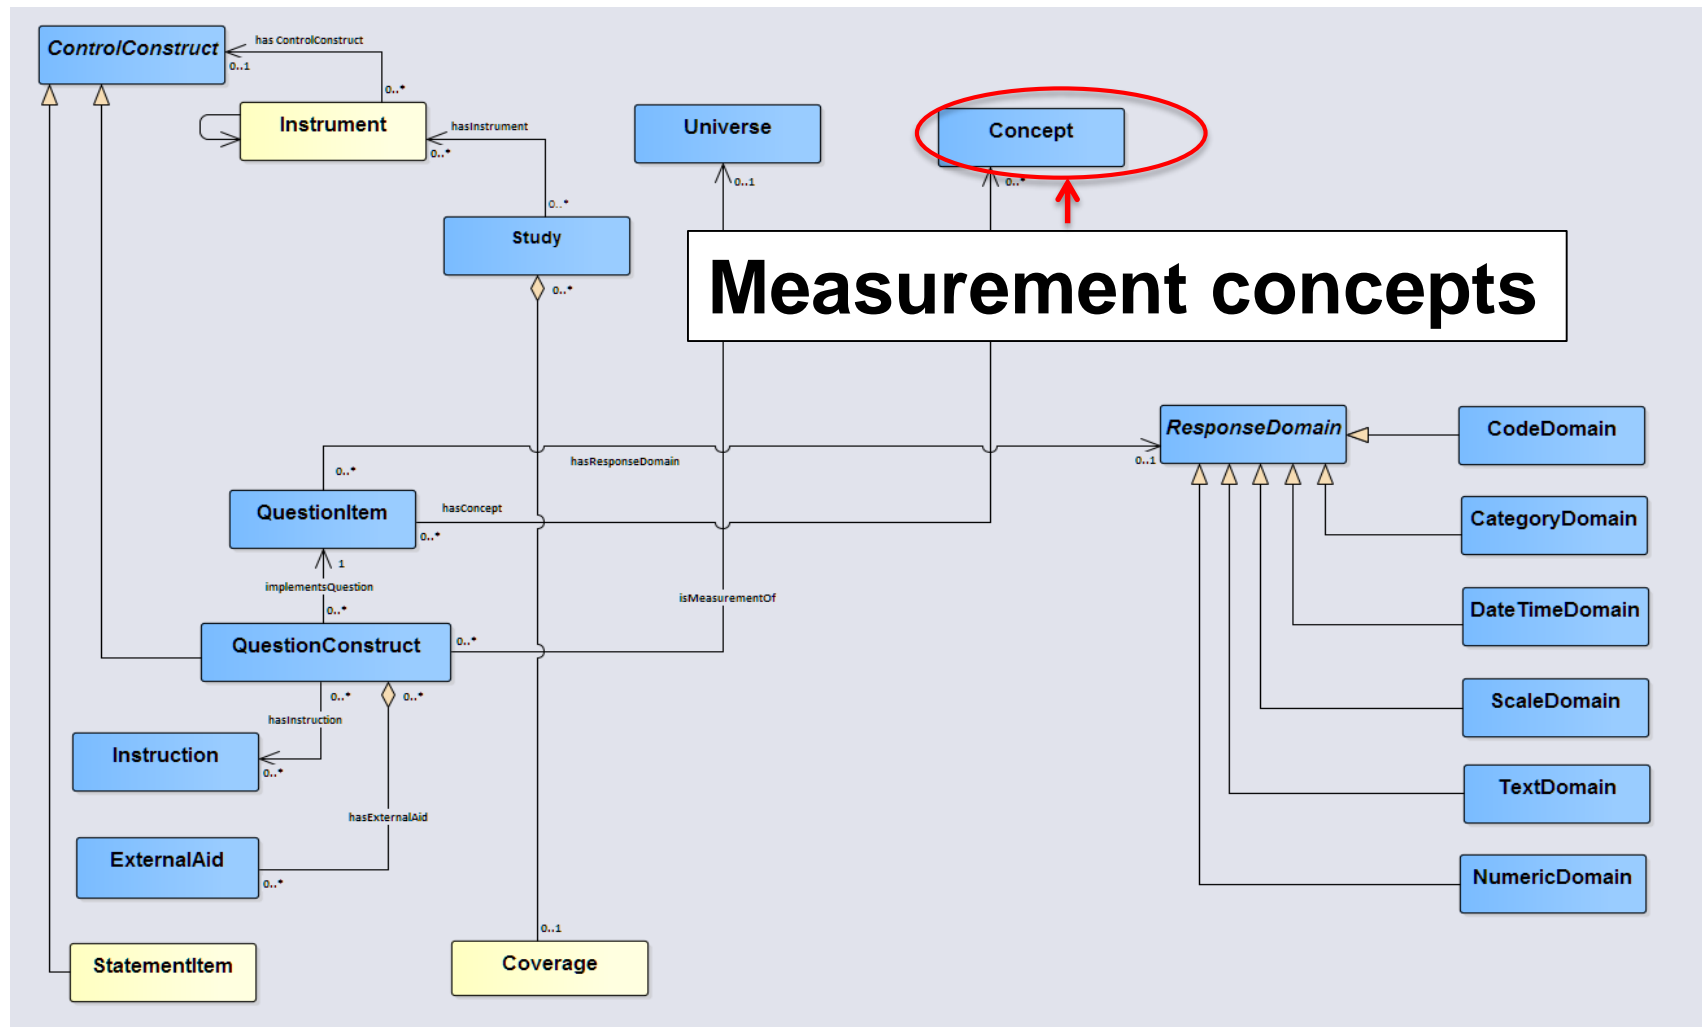 ControlConstruct
has ControlConstruct
0..1
0..*
Instrument
hasInstrument
0..*
0..*
Universe
0..1
Concept
0..*
Study
0..*
Measurement concepts
ResponseDomain
0..1
CodeDomain
hasResponseDomain
0..*
QuestionItem
hasConcept
0..*
CategoryDomain
1
implementsQuestion
0..*
isMeasurementOf
DateTimeDomain
QuestionConstruct
0..*
0..*
0..*
hasInstruction
ScaleDomain
Instruction
0..*
hasExternalAid
TextDomain
ExternalAid
0..*
NumericDomain
0..1
StatementItem
Coverage